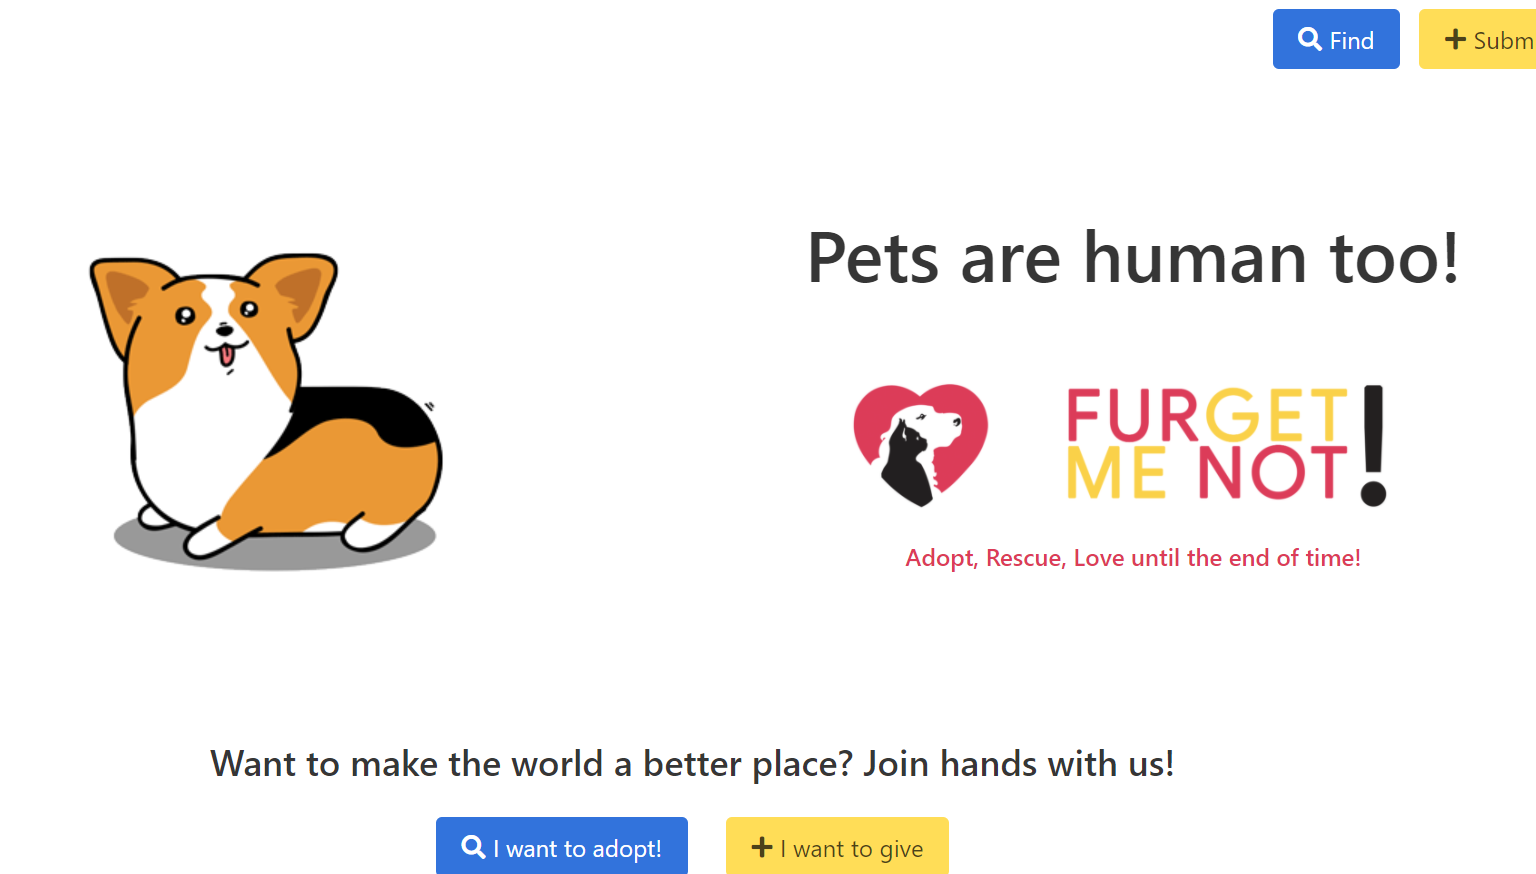 Find
Subm
Pets are human too!
FURGET
ME NOT!
Adopt, Rescue, Love until the end of time!
Want to make the world a better place? Join hands with us!
I want to adopt!
I want to give